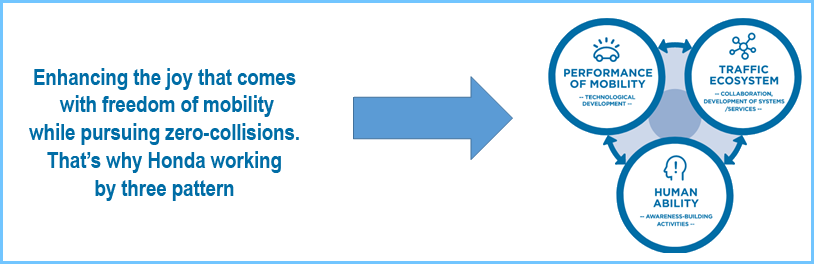 Enhancing the joy that comes
with freedom of mobility
while pursuing zero-collisions.
That's why Honda working
by three pattern
PERFORMANCE
OF MOBILITY
-- TECHNOLOGICAL
DEVELOPMENT --
TRAFFIC
ECOSYSTEM
-- COLLABORATION,
DEVELOPMENT OF SYSTEMS
/SERVICES --
HUMAN
ABILITY
-- AWARENESS-BUILDING
ACTIVITIES --